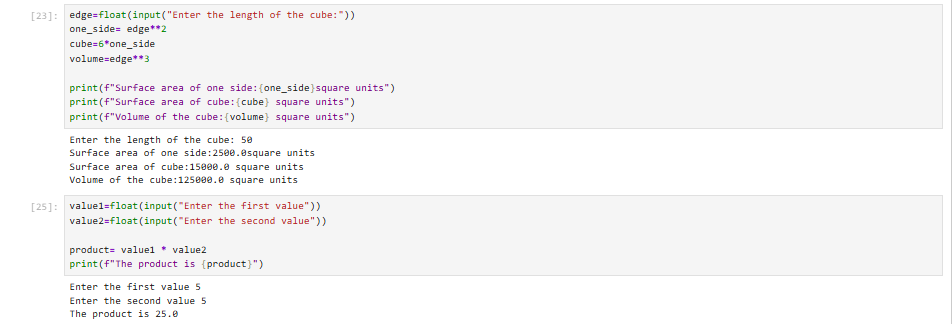 [23]: edge=float(input("Enter the length of the cube:"))
one_side= edge**2
cube=6*one_side
volume=edge**3
print(f"Surface area of one side:{one_side}square units")
print(f"Surface area of cube:{cube} square units")
print(f"Volume of the cube:{volume} square units")
Enter the length of the cube: 50
Surface area of one side:2500.0square units
Surface area of cube:15000.0 square units
Volume of the cube:125000.0 square units
[25]: value1=float(input("Enter the first value"))
value2=float(input("Enter the second value"))
product= value1 * value2
print(f"The product is {product}")
Enter the first value 5
Enter the second value 5
The product is 25.0